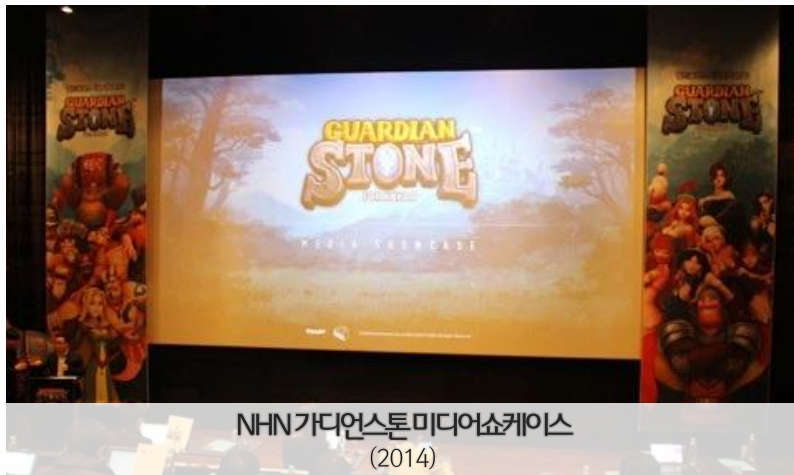 GUARDIAN
STONE
GUARDIAN
STONE
MEDIA SHOWCASE
GUARDIAN
STONE
NHN 가디언스톤 미디어쇼케이스
(2014)